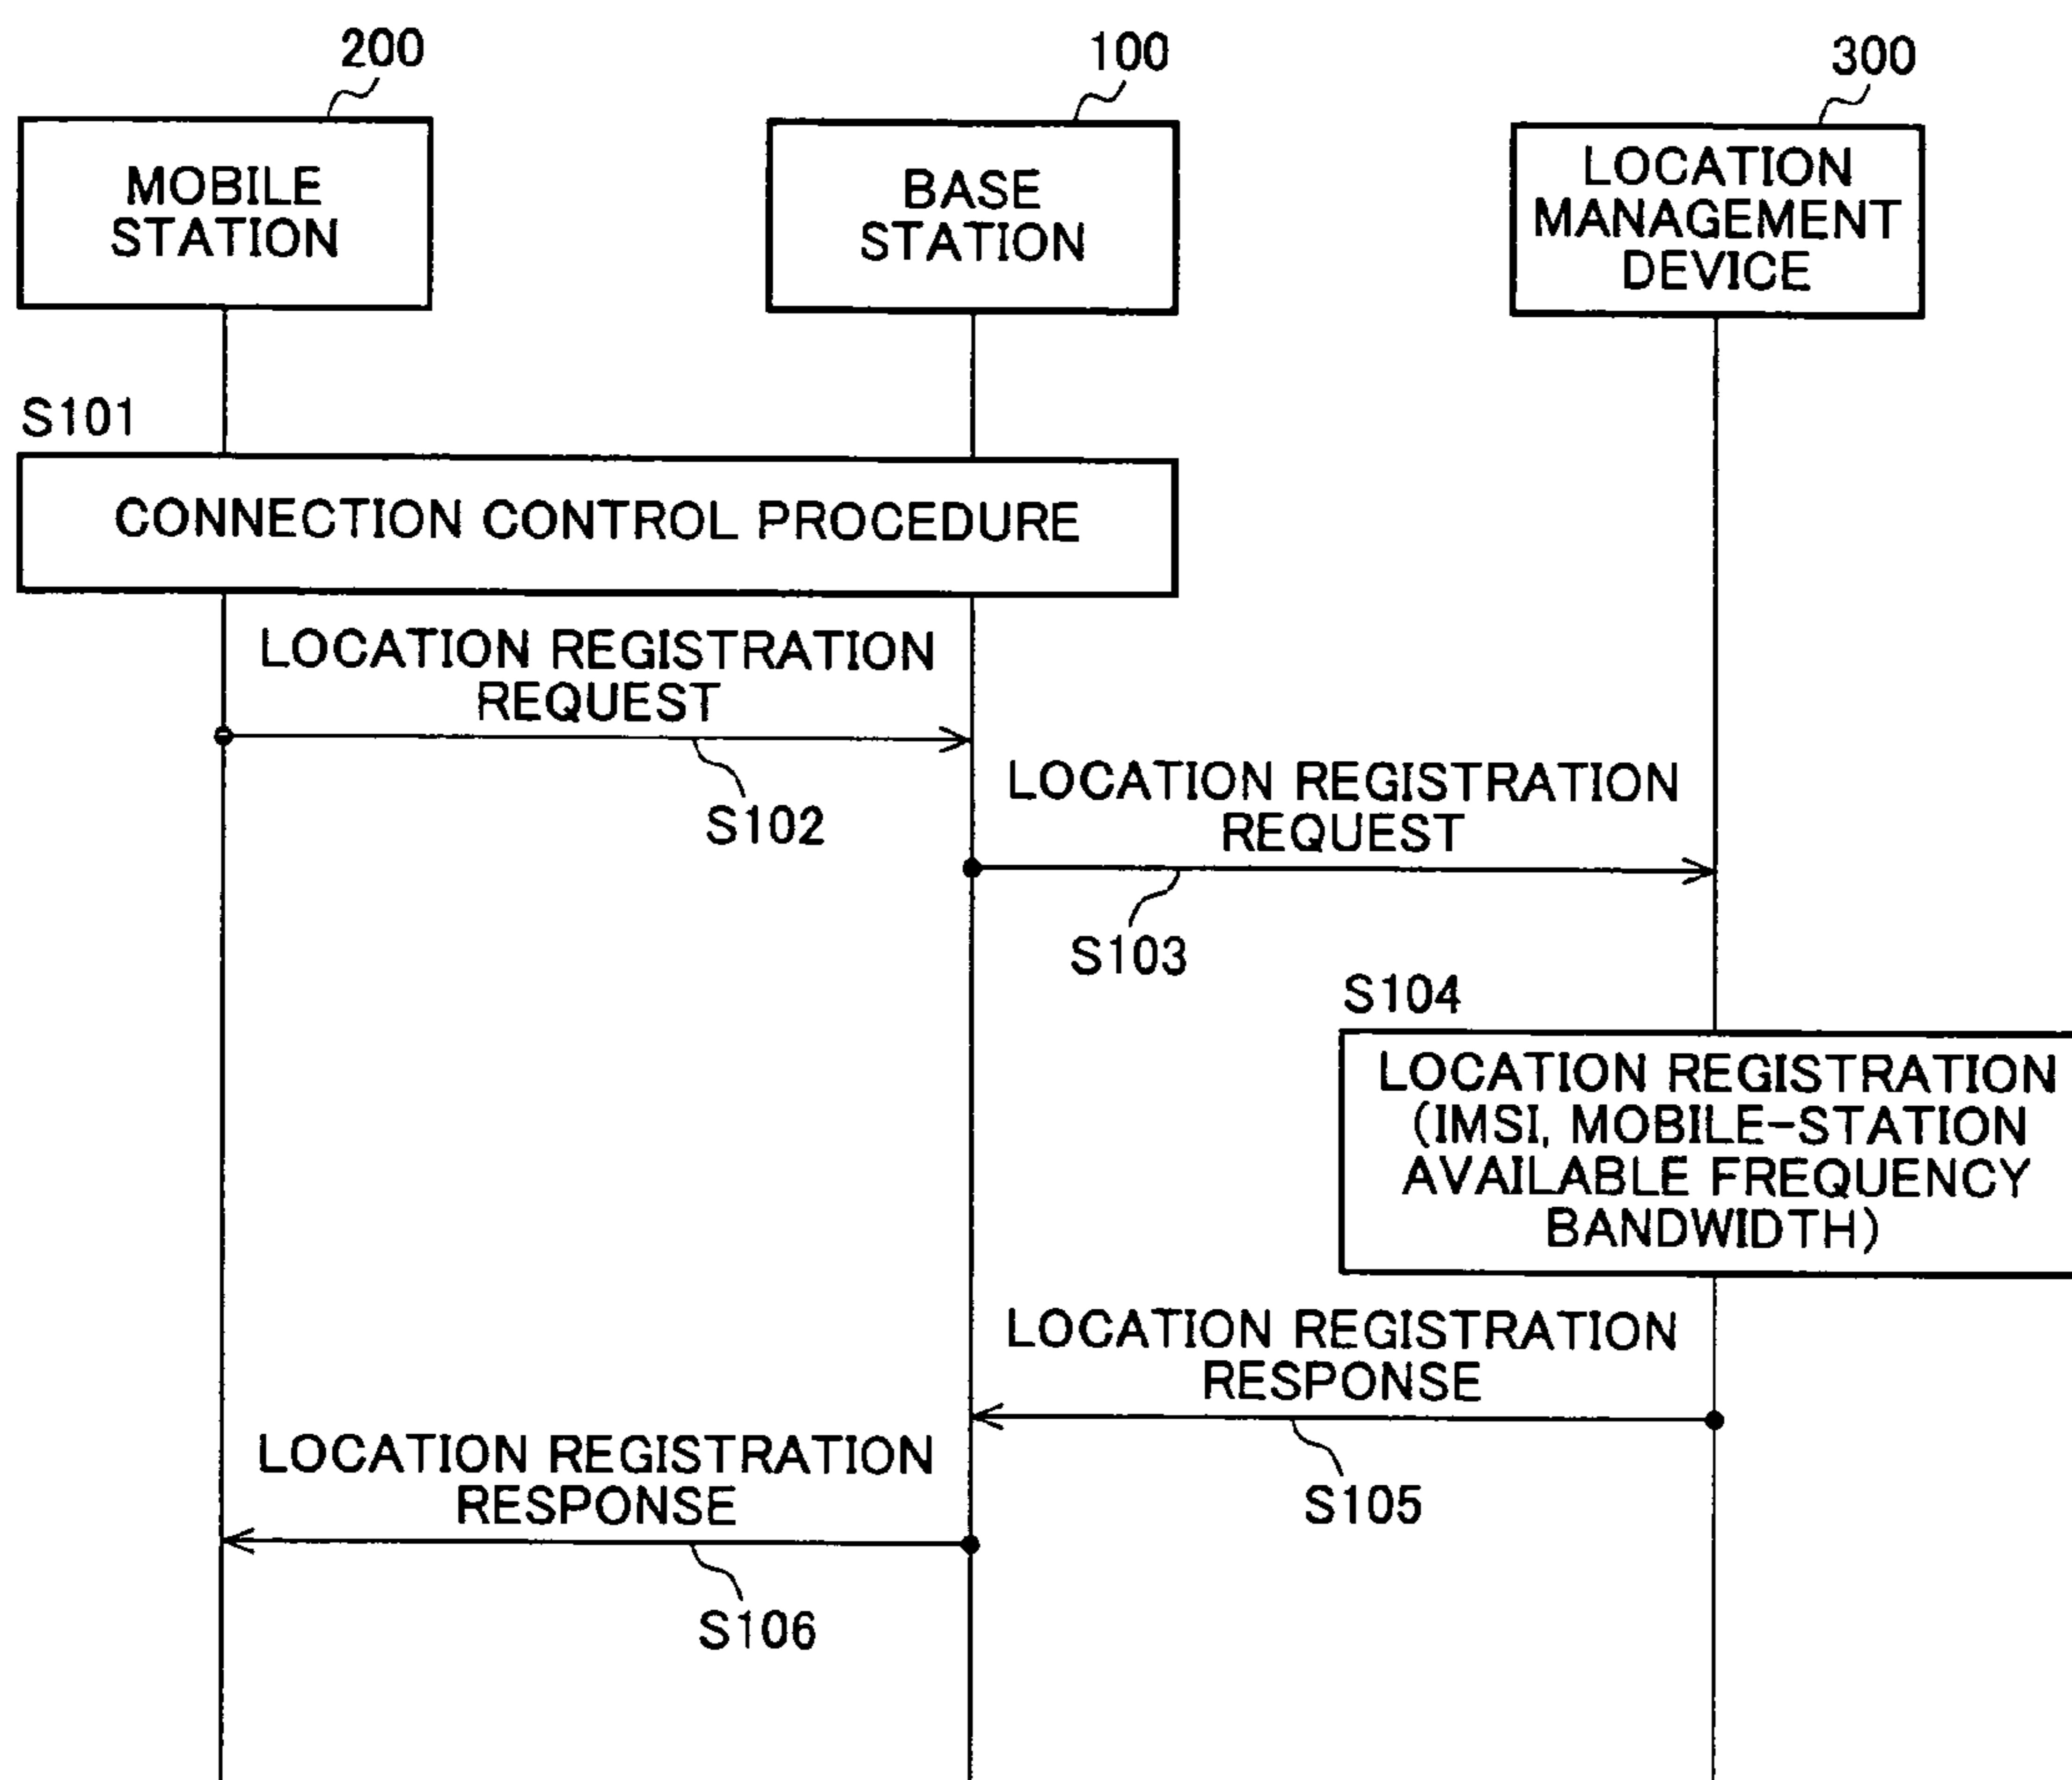 200
100
300
MOBILE
STATION
BASE
STATION
LOCATION
MANAGEMENT
DEVICE
S101
CONNECTION CONTROL PROCEDURE
LOCATION REGISTRATION
REQUEST
S102
LOCATION REGISTRATION
REQUEST
S103
S104
LOCATION REGISTRATION
(IMSI, MOBILE-STATION
AVAILABLE FREQUENCY
BANDWIDTH)
LOCATION REGISTRATION
RESPONSE
S105
LOCATION REGISTRATION
RESPONSE
S106